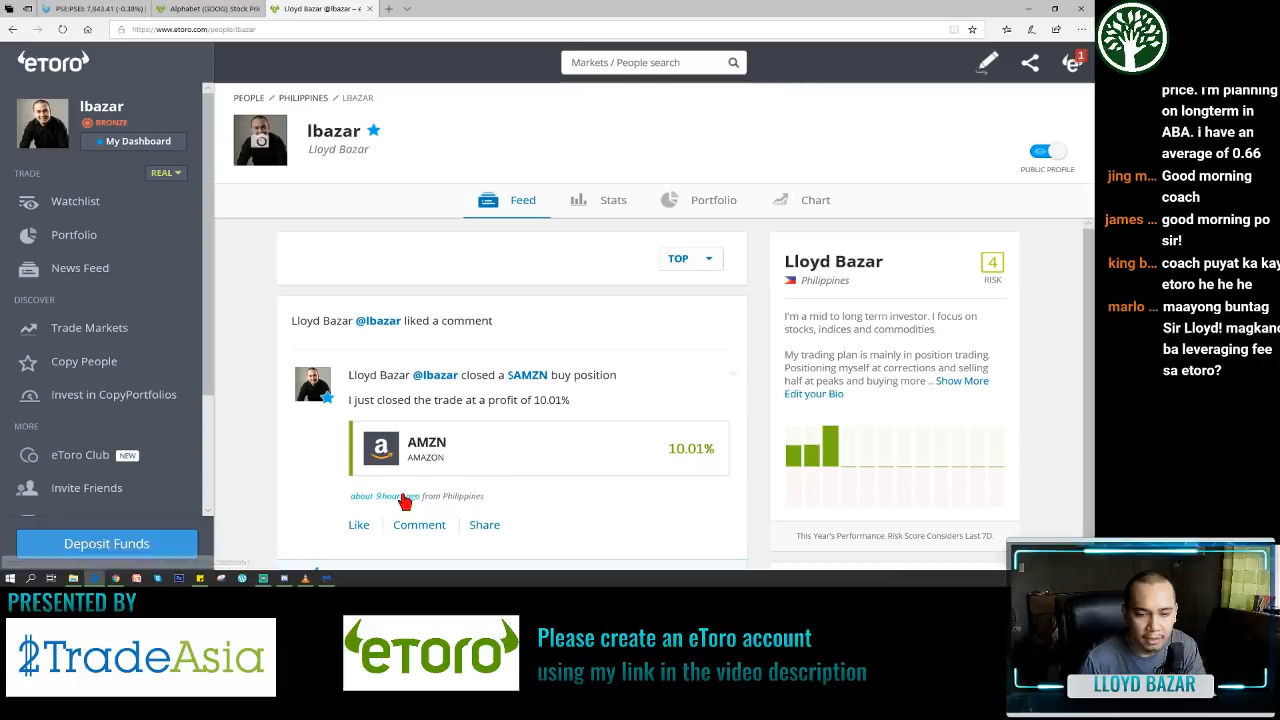 PSE:PSEI: 7,843.41 (-0.38%)
Alphabet (GOOG) Stock Pri
Lloyd Bazar @lbazar – e
https://www.etoro.com/people/lbazar
eToro
Markets / People search
1
lbazar
BRONZE
My Dashboard
TRADE
REAL
Watchlist
Portfolio
News Feed
DISCOVER
Trade Markets
Copy People
Invest in CopyPortfolios
MORE
eToro Club NEW
Invite Friends
Deposit Funds
PEOPLE / PHILIPPINES / LBAZAR
lbazar
Lloyd Bazar
PUBLIC PROFILE
Feed
Stats
Portfolio
Chart
TOP
Lloyd Bazar @lbazar liked a comment
Lloyd Bazar @lbazar closed a $AMZN buy position
I just closed the trade at a profit of 10.01%
AMZN
AMAZON
10.01%
about 9 hours ago from Philippines
Like
Comment
Share
Lloyd Bazar
Philippines
4
RISK
I'm a mid to long term investor. I focus on
stocks, indices and commodities.
My trading plan is mainly in position trading.
Positioning myself at corrections and selling
half at peaks and buying more .. Show More
Edit your Bio
This Year's Performance. Risk Score Considers Last 7D.
price. I'm planning
on longterm in
ABA. i have an
average of 0.66
jing m… Good morning
coach
james … good morning po
sir!
king b… coach puyat ka kay
etoro he he he
marlo … maayong buntag
Sir Lloyd! magkano
ba leveraging fee
sa etoro?
PRESENTED BY
2TradeAsia
eToro
Please create an eToro account
using my link in the video description
LLOYD BAZAR